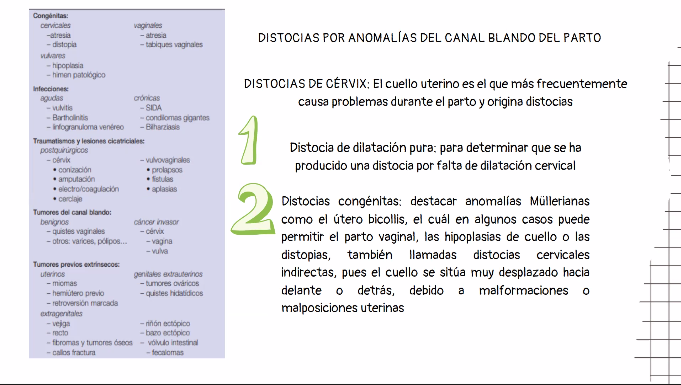 Congénitas:
cervicales vaginales
-atresia – atresia
– distopia – tabiques vaginales
vulvares
– hipoplasia
– himen patológico
Infecciones:
agudas crónicas
– vulvitis – SIDA
– Bartholinitis – condilomas gigantes
– linfogranuloma venéreo – Bilharziasis
Traumatismos y lesiones cicatriciales:
postquirúrgicos
– cérvix – vulvovaginales
• conización • prolapsos
• amputación • fístulas
• electro/coagulación • aplasias
• cerclaje
Tumores del canal blando:
benignos cáncer invasor
– quistes vaginales – cérvix
– otros: varices, pólipos... – vagina
– vulva
Tumores previos extrínsecos:
uterinos genitales extrauterinos
– miomas – tumores ováricos
– hemiútero previo – quistes hidatídicos
– retroversión marcada
extragenitales
– vejiga – riñón ectópico
– recto – bazo ectópico
– fibromas y tumores óseos – vólvulo intestinal
– callos fractura – fecalomas
DISTOCIAS POR ANOMALÍAS DEL CANAL BLANDO DEL PARTO
DISTOCIAS DE CÉRVIX: El cuello uterino es el que más frecuentemente
causa problemas durante el parto y origina distocias
1
Distocia de dilatación pura: para determinar que se ha
producido una distocia por falta de dilatación cervical
2
Distocias congénitas: destacar anomalías Müllerianas
como el útero bicollis, el cuál en algunos casos puede
permitir el parto vaginal, las hipoplasias de cuello o las
distopias, también llamadas distocias cervicales
indirectas, pues el cuello se sitúa muy desplazado hacia
delante o detrás, debido a malformaciones o
malposiciones uterinas